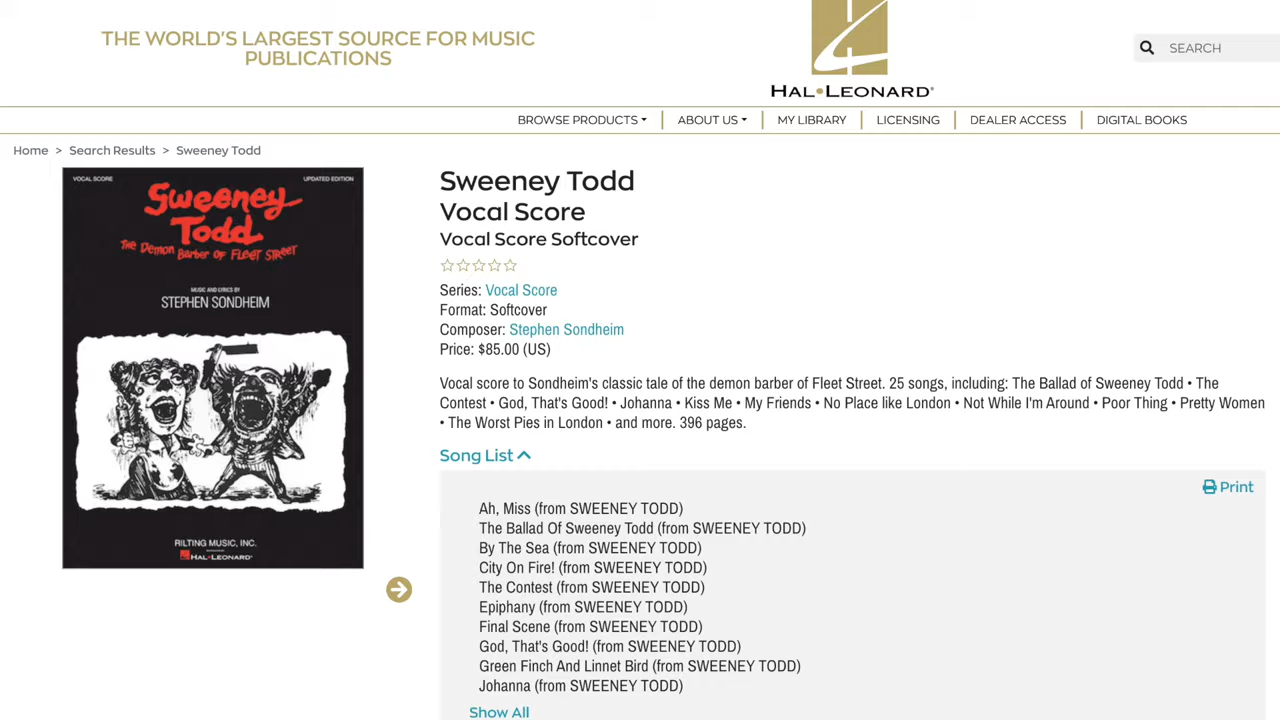 THE WORLD'S LARGEST SOURCE FOR MUSIC
PUBLICATIONS
HAL•LEONARD®
SEARCH
BROWSE PRODUCTS
ABOUT US
MY LIBRARY
LICENSING
DEALER ACCESS
DIGITAL BOOKS
Home > Search Results > Sweeney Todd
VOCAL SCORE
UPDATED EDITION
Sweeney
Todd
THE DEMON BARBER OF FLEET STREET
MUSIC AND LYRICS BY
STEPHEN SONDHEIM
RILTING MUSIC, INC.
HAL•LEONARD®
Sweeney Todd
Vocal Score
Vocal Score Softcover
Series: Vocal Score
Format: Softcover
Composer: Stephen Sondheim
Price: $85.00 (US)
Vocal score to Sondheim's classic tale of the demon barber of Fleet Street. 25 songs, including: The Ballad of Sweeney Todd • The
Contest • God, That's Good! • Johanna • Kiss Me • My Friends • No Place like London • Not While I'm Around • Poor Thing • Pretty Women
• The Worst Pies in London • and more. 396 pages.
Song List
Print
Ah, Miss (from SWEENEY TODD)
The Ballad Of Sweeney Todd (from SWEENEY TODD)
By The Sea (from SWEENEY TODD)
City On Fire! (from SWEENEY TODD)
The Contest (from SWEENEY TODD)
Epiphany (from SWEENEY TODD)
Final Scene (from SWEENEY TODD)
God, That's Good! (from SWEENEY TODD)
Green Finch And Linnet Bird (from SWEENEY TODD)
Johanna (from SWEENEY TODD)
Show All